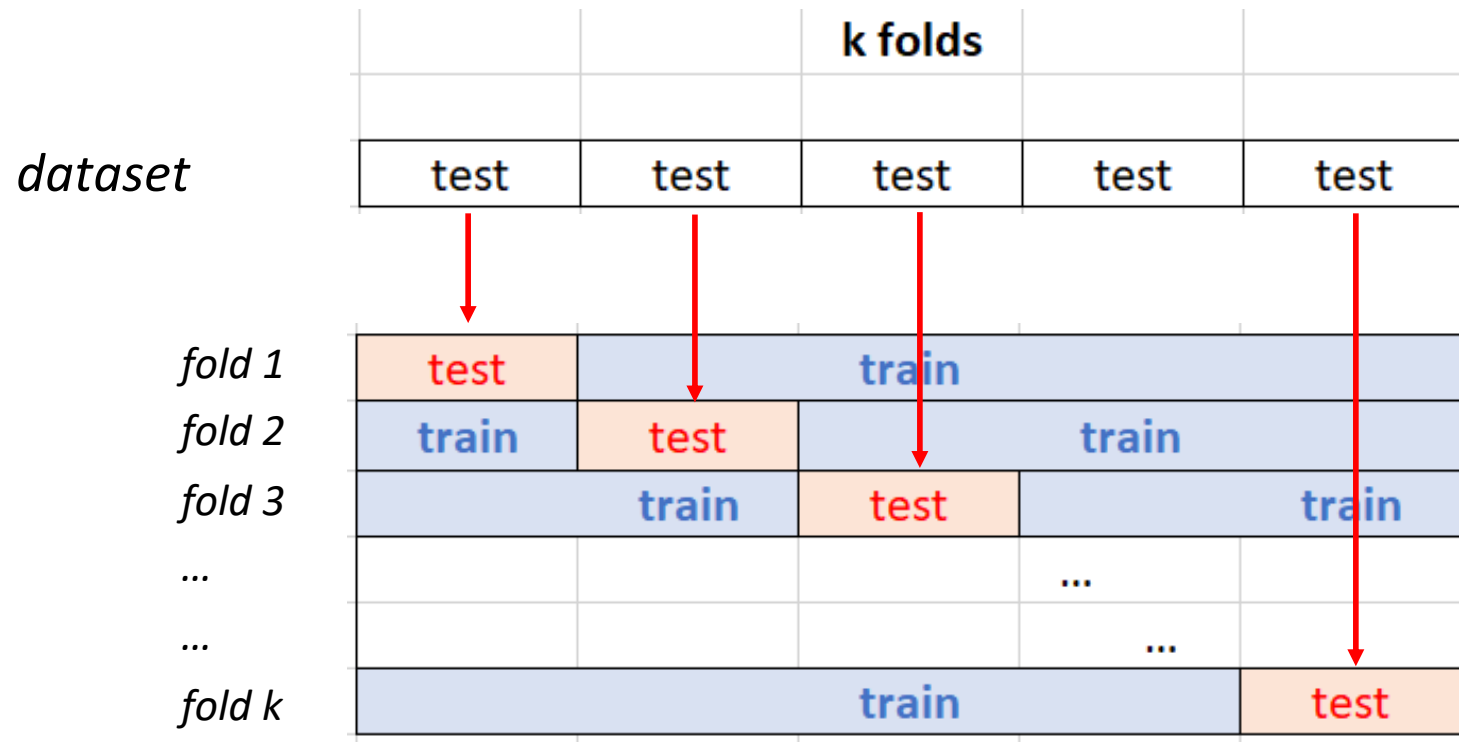 k folds
dataset test test test test test
fold 1 test train
fold 2 train test train
fold 3 train test train
... ...
... ...
fold k train test